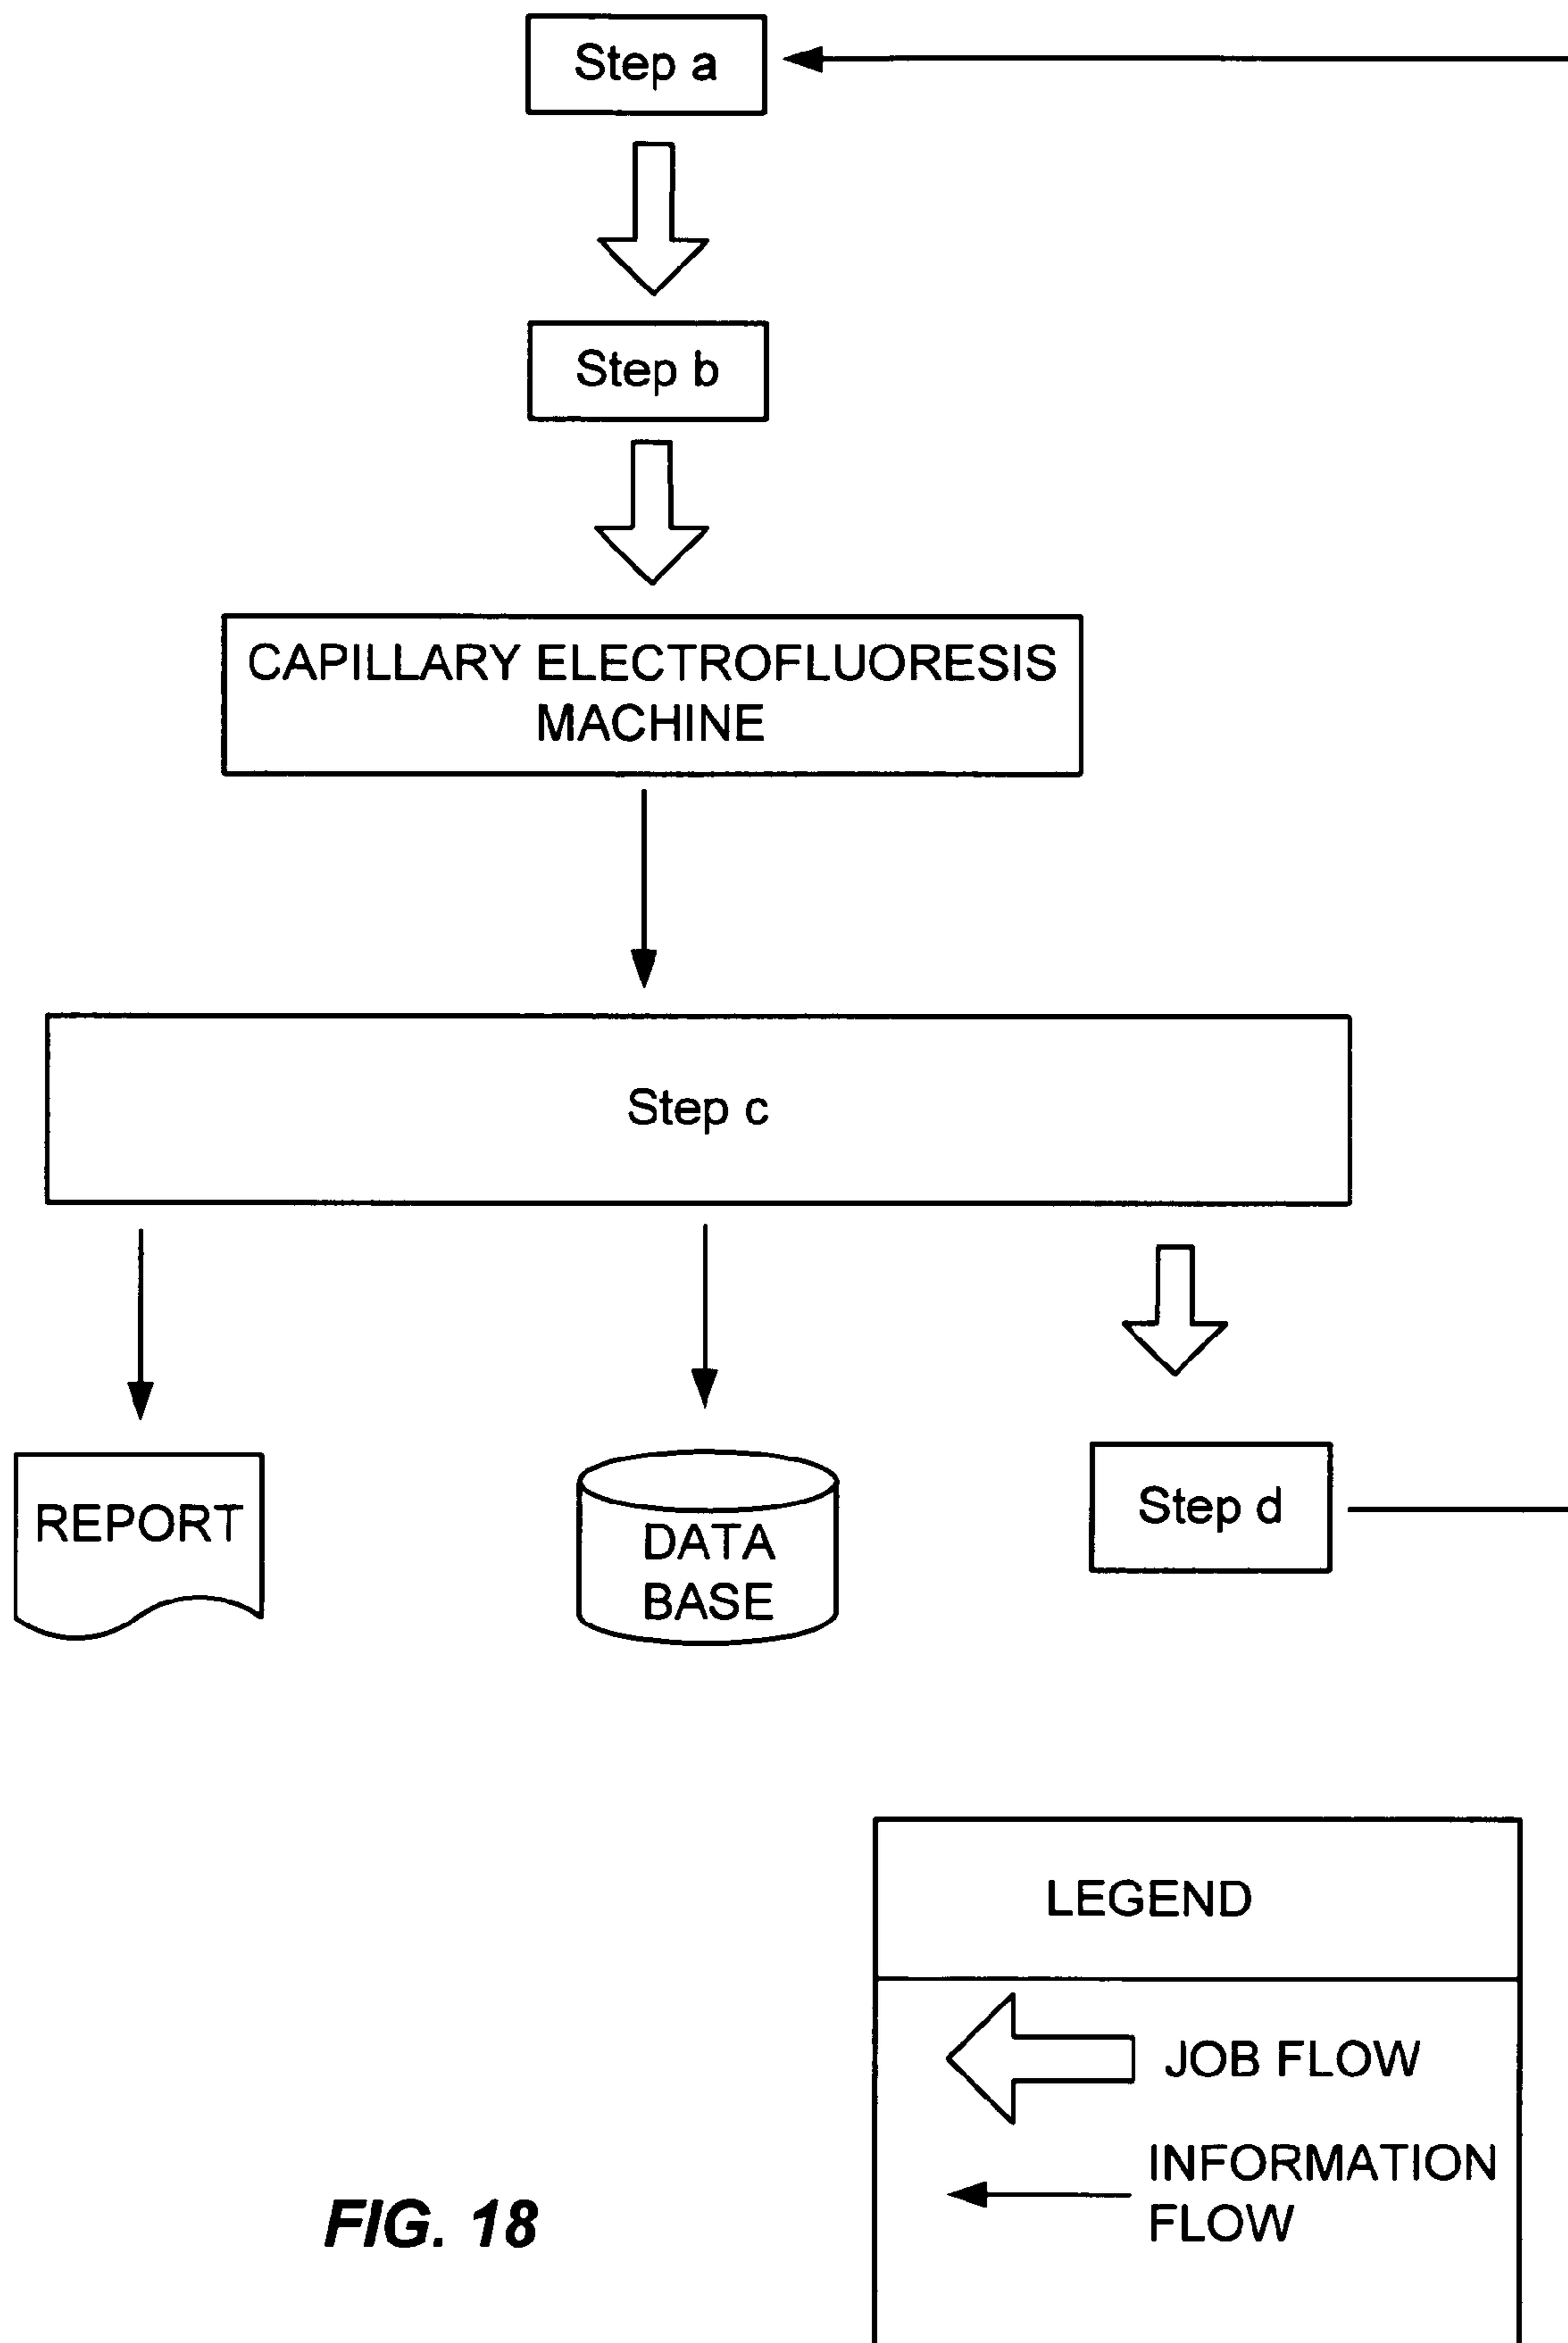 Step a
Step b
CAPILLARY ELECTROFLUORESIS
MACHINE
Step c
REPORT
DATA
BASE
Step d
LEGEND
JOB FLOW
INFORMATION
FLOW
FIG. 18